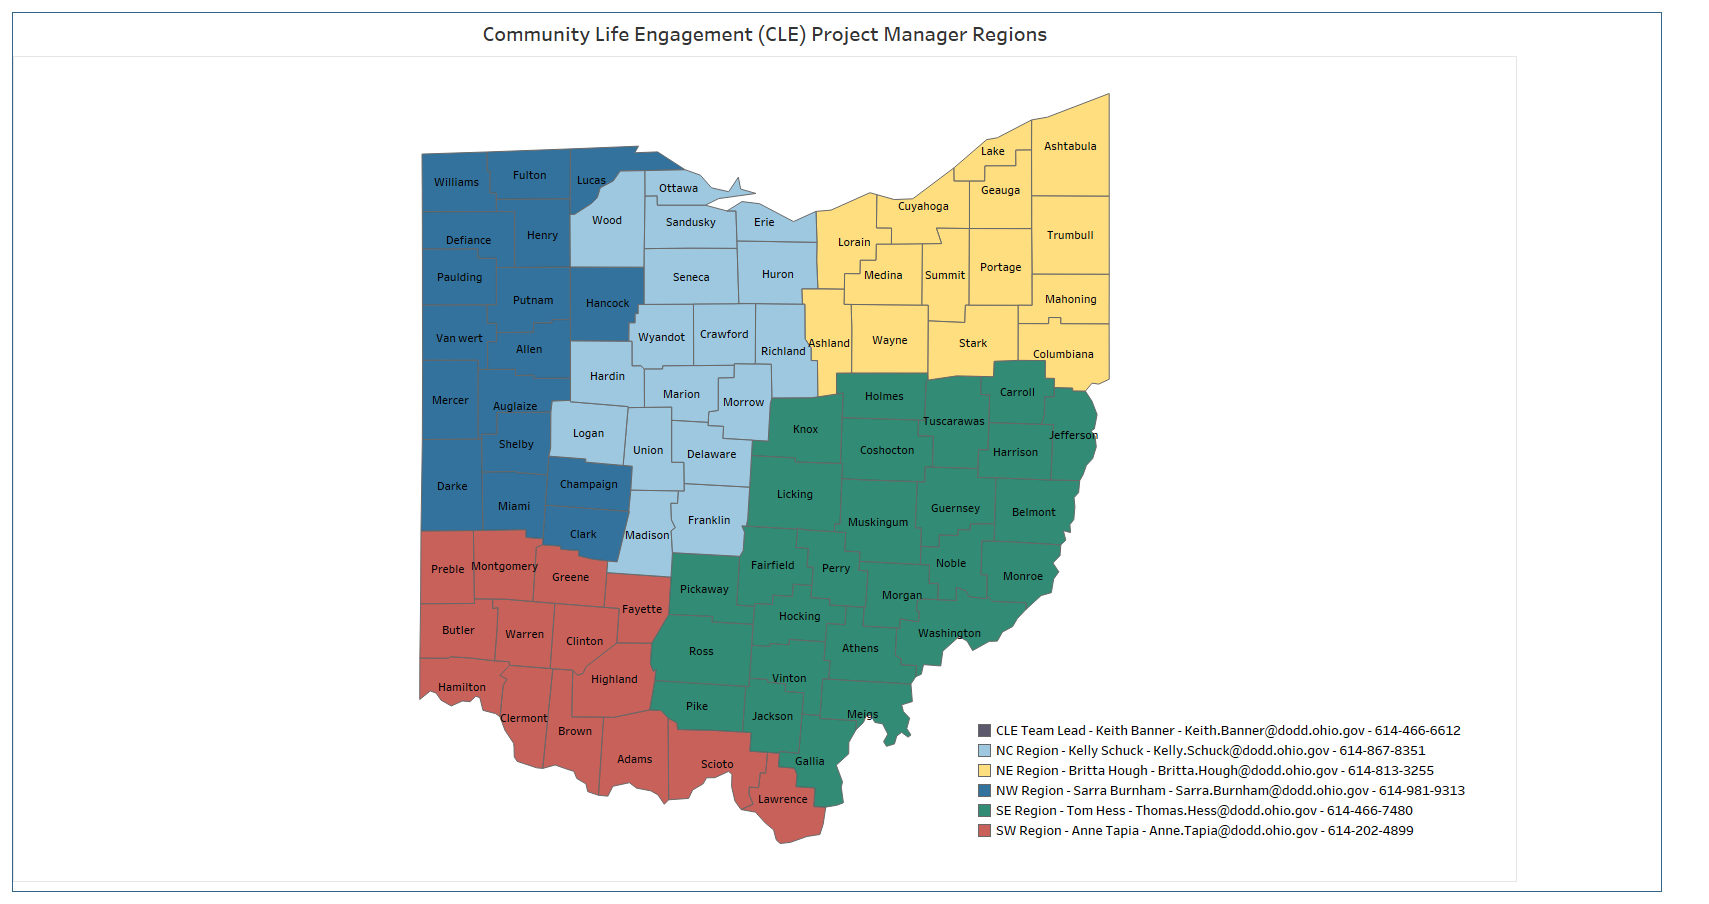 Community Life Engagement (CLE) Project Manager Regions
Ashtabula
Lake
Williams
Fulton
Lucas
Ottawa
Geauga
Wood
Sandusky
Erie
Cuyahoga
Defiance
Henry
Lorain
Trumbull
Paulding
Seneca
Huron
Medina
Summit
Portage
Putnam
Hancock
Mahoning
Van wert
Allen
Wyandot
Crawford
Richland
Ashland
Wayne
Stark
Columbiana
Hardin
Mercer
Auglaize
Marion
Morrow
Holmes
Carroll
Logan
Knox
Tuscarawas
Jefferson
Shelby
Union
Delaware
Coshocton
Harrison
Darke
Champaign
Licking
Miami
Franklin
Muskingum
Guernsey
Belmont
Clark
Madison
Preble
Montgomery
Greene
Fairfield
Perry
Noble
Monroe
Pickaway
Morgan
Fayette
Hocking
Butler
Warren
Clinton
Washington
Ross
Athens
Hamilton
Highland
Vinton
Clermont
Brown
Pike
Jackson
Meigs
Adams
Scioto
Gallia
Lawrence
CLE Team Lead - Keith Banner - Keith.Banner@dodd.ohio.gov - 614-466-6612
NC Region - Kelly Schuck - Kelly.Schuck@dodd.ohio.gov - 614-867-8351
NE Region - Britta Hough - Britta.Hough@dodd.ohio.gov - 614-813-3255
NW Region - Sarra Burnham - Sarra.Burnham@dodd.ohio.gov - 614-981-9313
SE Region - Tom Hess - Thomas.Hess@dodd.ohio.gov - 614-466-7480
SW Region - Anne Tapia - Anne.Tapia@dodd.ohio.gov - 614-202-4899